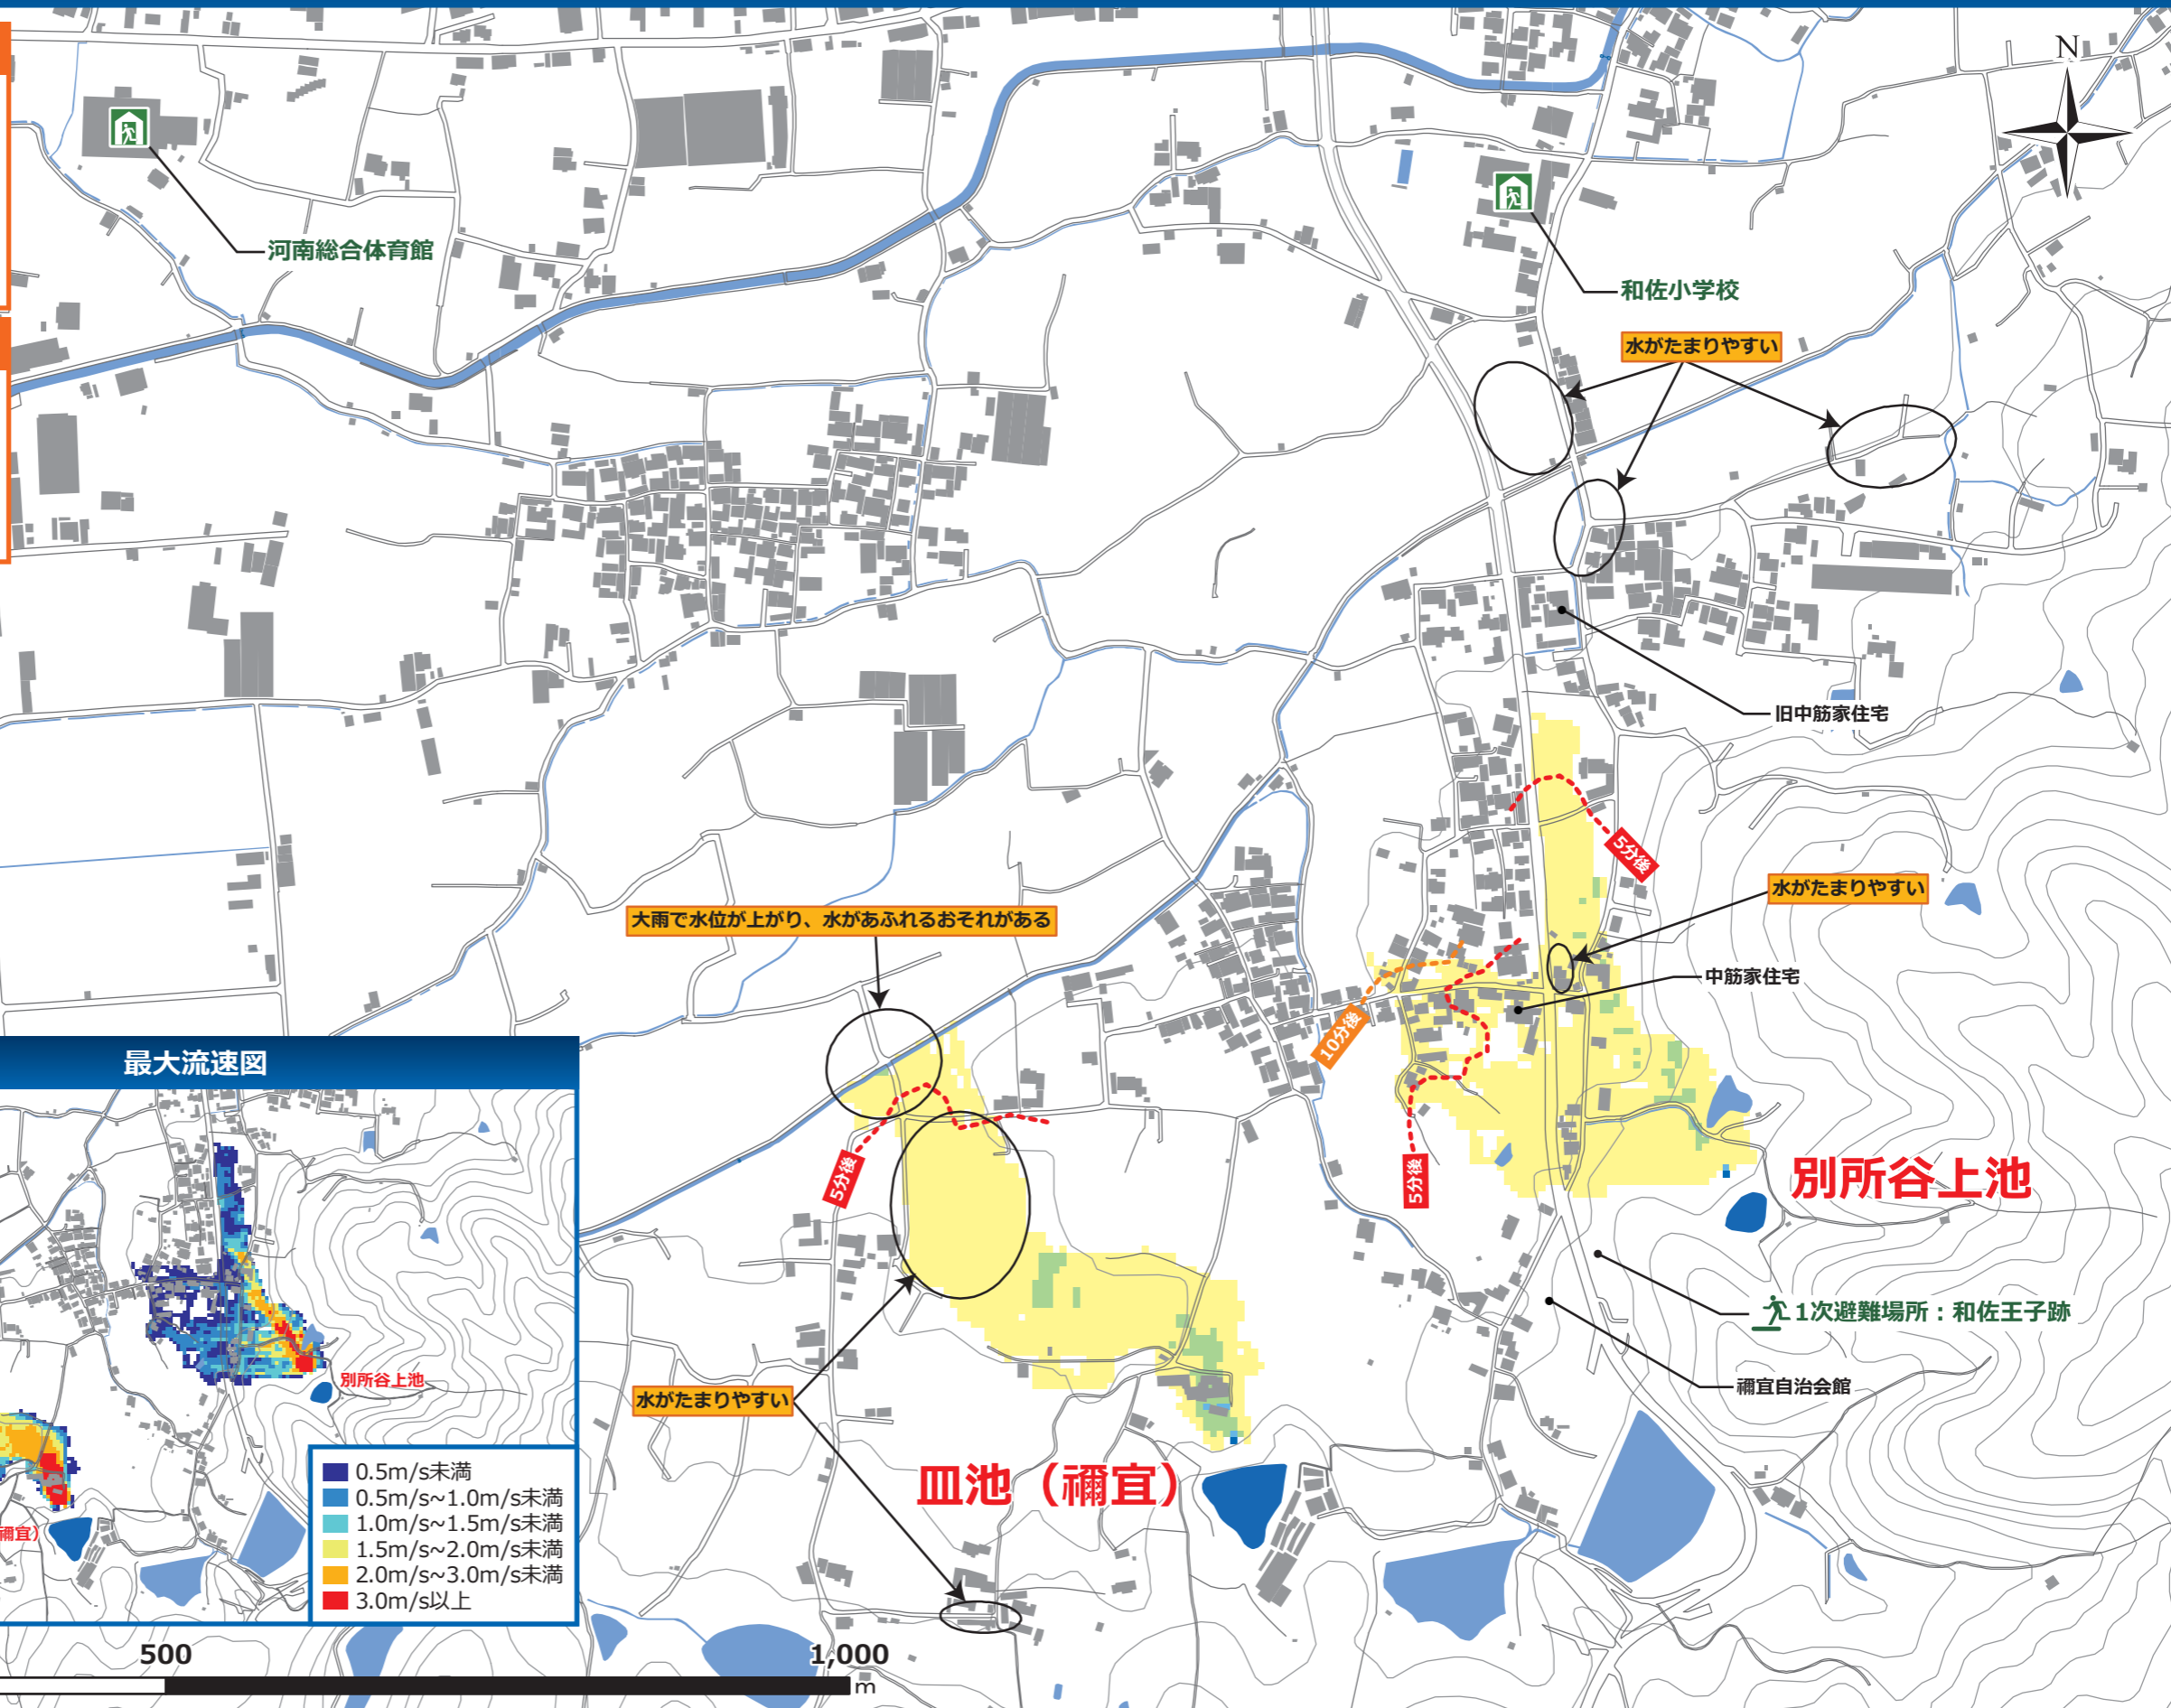 N
河南総合体育館
和佐小学校
水がたまりやすい
旧中筋家住宅
5分後
水がたまりやすい
大雨で水位が上がり、水があふれるおそれがある
中筋家住宅
10分後
最大流速図
5分後
5分後
別所谷上池
1次避難場所：和佐王子跡
別所谷上池
禰宜自治会館
水がたまりやすい
皿池（禰宜）
0.5m/s未満
0.5m/s~1.0m/s未満
1.0m/s~1.5m/s未満
1.5m/s~2.0m/s未満
2.0m/s~3.0m/s未満
3.0m/s以上
禰宜）
500
1,000
m